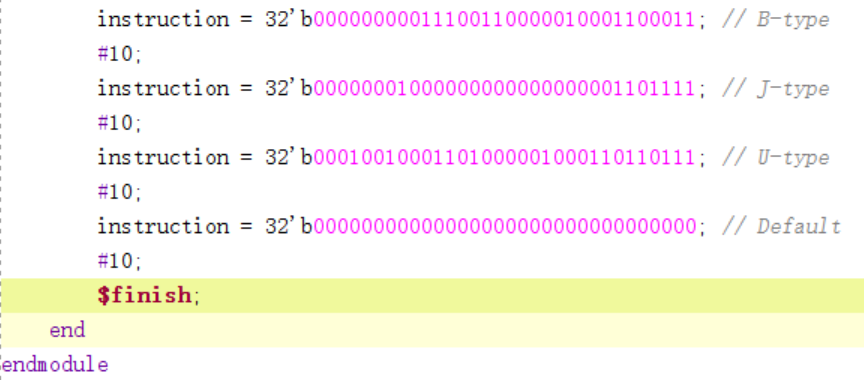 instruction = 32'b00000000011100110000010001100011; // B-type
#10;
instruction = 32'b00000001000000000000000001101111; // J-type
#10;
instruction = 32'b00010010001101000001000110110111; // U-type
#10;
instruction = 32'b00000000000000000000000000000000; // Default
#10;
$finish;
end
endmodule